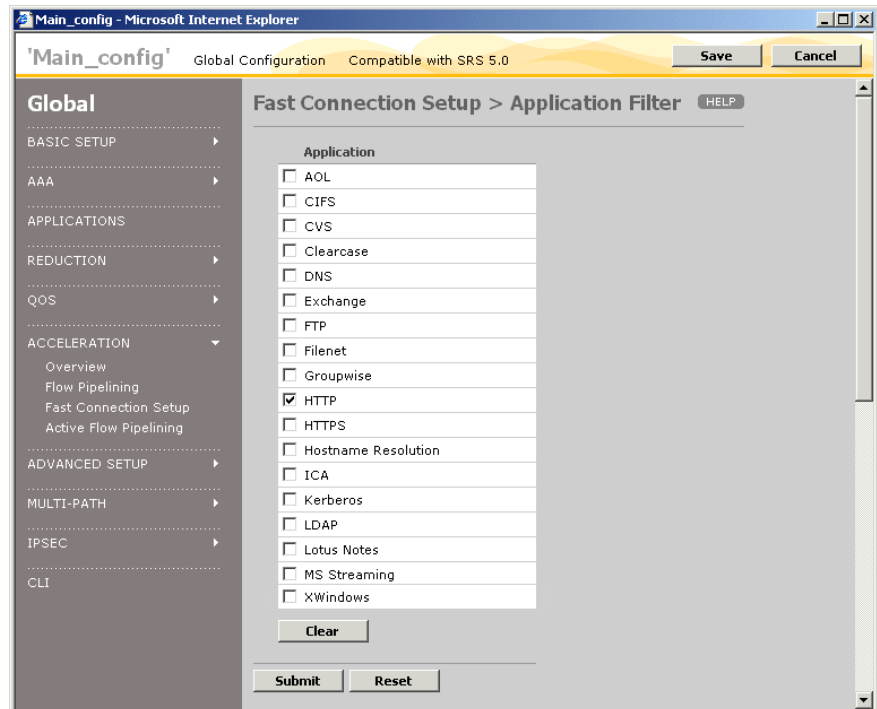 Main_config - Microsoft Internet Explorer
'Main_config' Global Configuration Compatible with SRS 5.0 Save Cancel
Global
BASIC SETUP
AAA
APPLICATIONS
REDUCTION
QOS
ACCELERATION
Overview
Flow Pipelining
Fast Connection Setup
Active Flow Pipelining
ADVANCED SETUP
MULTI-PATH
IPSEC
CLI
Fast Connection Setup > Application Filter HELP
Application
AOL
CIFS
CVS
Clearcase
DNS
Exchange
FTP
Filenet
Groupwise
HTTP
HTTPS
Hostname Resolution
ICA
Kerberos
LDAP
Lotus Notes
MS Streaming
XWindows
Clear
Submit Reset